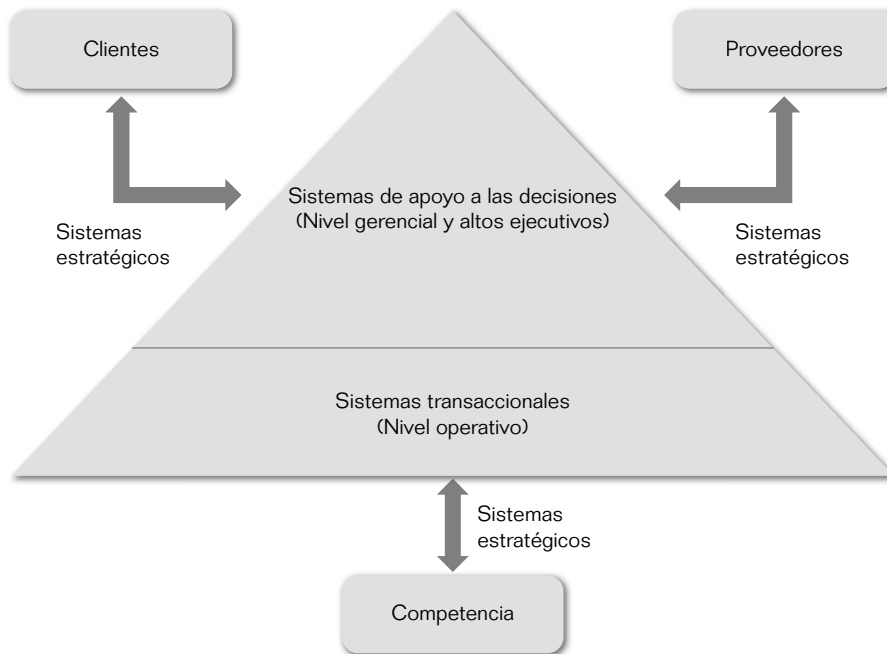 Clientes
Proveedores
Sistemas de apoyo a las decisiones
(Nivel gerencial y altos ejecutivos)
Sistemas
estratégicos
Sistemas
estratégicos
Sistemas transaccionales
(Nivel operativo)
Sistemas
estratégicos
Competencia